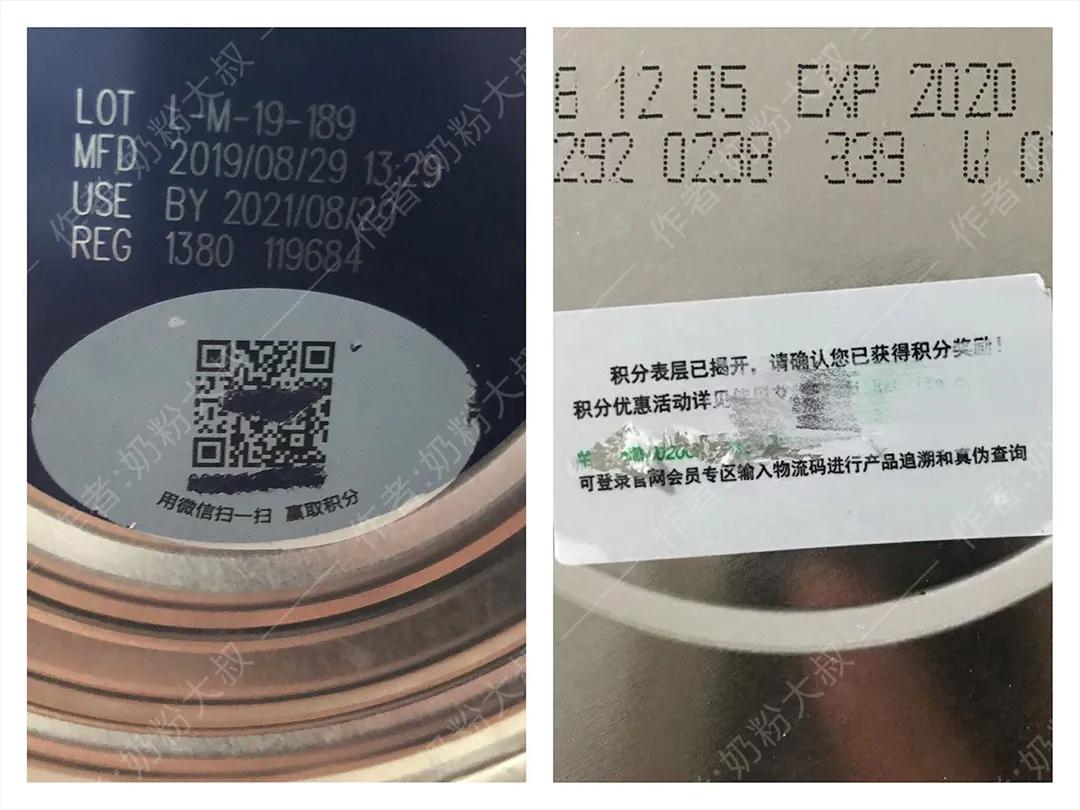 LOT L-M-19-189
MFD 2019/08/29 13:29
USE BY 2021/08/
REG 1380 119684
用微信扫一扫 赢取积分
8 12 05 EXP 2020
292 0238 339 W 0
积分表层已揭开，请确认您已获得积分奖励！
积分优惠活动详见
可登录官网会员专区输入物流码进行产品追溯和真伪查询
作者:奶粉大叔